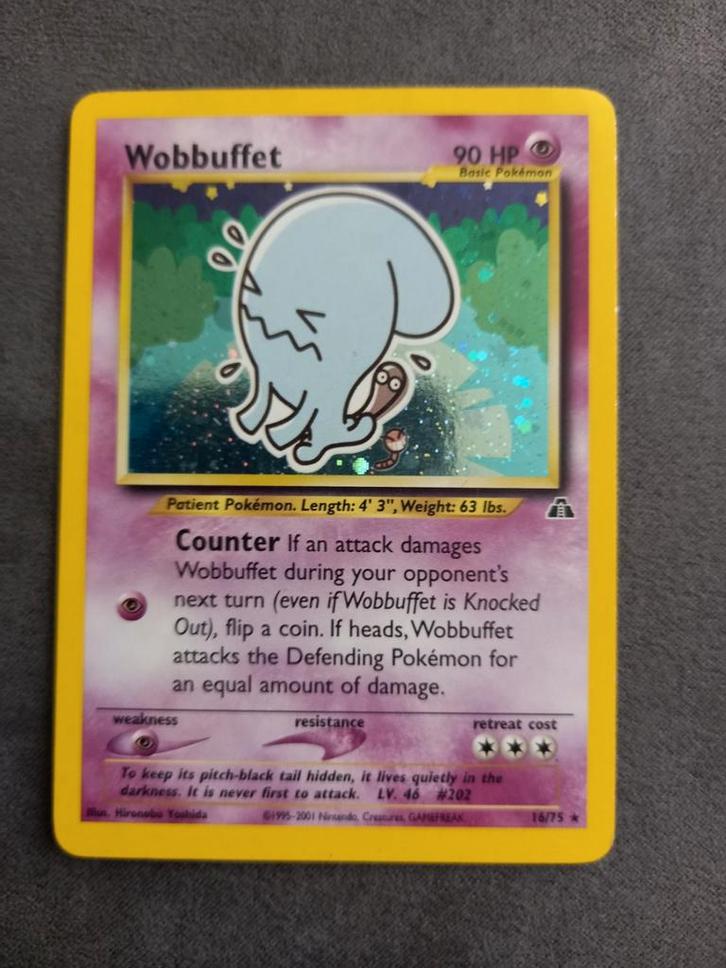 Wobbuffet 90 HP
Basic Pokémon
Patient Pokémon. Length: 4' 3", Weight: 63 lbs.
Counter If an attack damages
Wobbuffet during your opponent's
next turn (even if Wobbuffet is Knocked
Out), flip a coin. If heads, Wobbuffet
attacks the Defending Pokémon for
an equal amount of damage.
weakness resistance retreat cost
To keep its pitch-black tail hidden, it lives quietly in the
darkness. It is never first to attack. LV. 46 #202
Illus. Hironobu Yoshida ©1995-2001 Nintendo, Creatures, GAMEFREAK. 16/75 ★